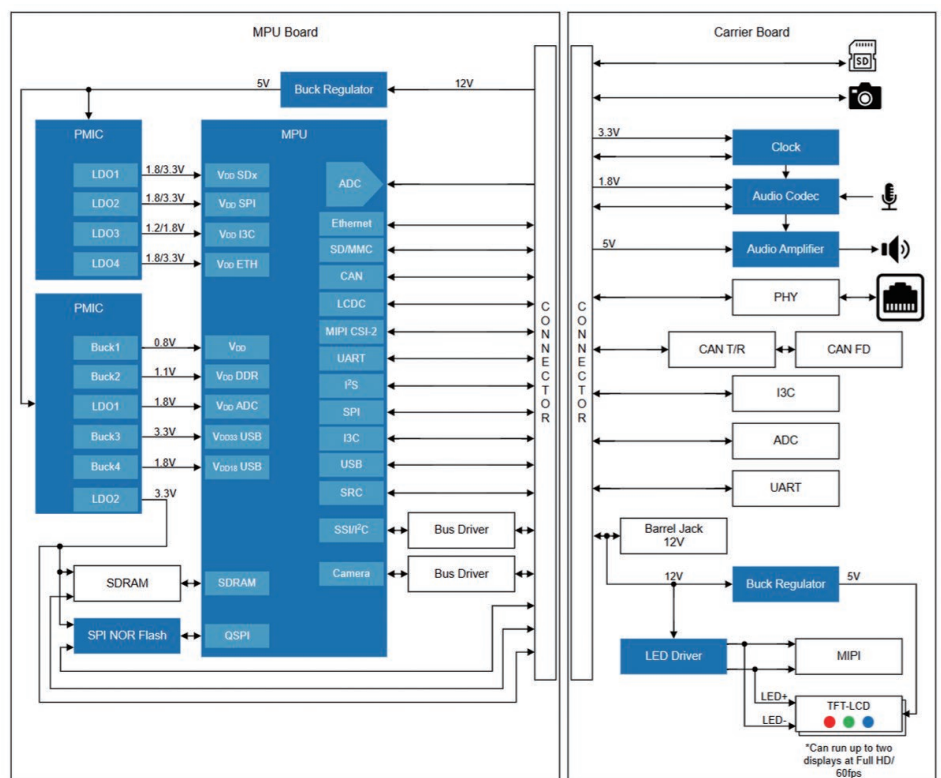 MPU Board
Carrier Board
5V
Buck Regulator
12V
PMIC
LDO1
LDO2
LDO3
LDO4
1.8/3.3V
1.8/3.3V
1.2/1.8V
1.8/3.3V
MPU
VDD SDx
VDD SPI
VDD I3C
VDD ETH
PMIC
Buck1
Buck2
LDO1
Buck3
Buck4
LDO2
0.8V
1.1V
1.8V
3.3V
1.8V
3.3V
VDD
VDD DDR
VDD ADC
VDD33 USB
VDD18 USB
SDRAM
SDRAM
SPI NOR Flash
QSPI
ADC
Ethernet
SD/MMC
CAN
LCDC
MIPI CSI-2
UART
I²S
SPI
I3C
USB
SRC
SSI/I²C
Bus Driver
Camera
Bus Driver
CONNECTOR
CONNECTOR
SD
3.3V
Clock
1.8V
Audio Codec
5V
Audio Amplifier
PHY
CAN T/R
CAN FD
I3C
ADC
UART
Barrel Jack
12V
12V
Buck Regulator
5V
LED Driver
MIPI
LED+
LED-
TFT-LCD
*Can run up to two
displays at Full HD/
60fps